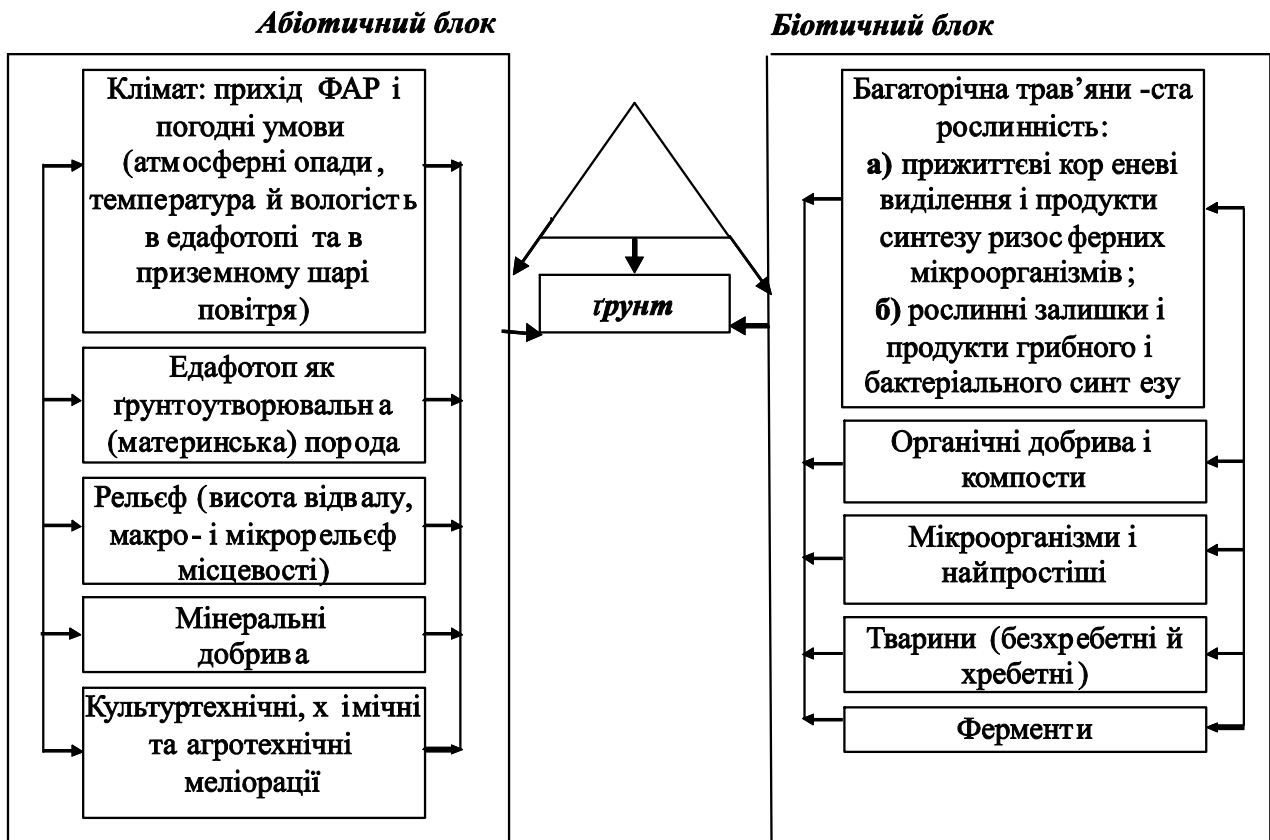 Абіотичний блок
Клімат: прихід ФАР і
погодні умови
(атмосферні опади,
температура й вологість
в едафотопі та в
приземному шарі
повітря)
Едафотоп як
ґрунтоутворювальна
(материнська) порода
Рельєф (висота відвалу,
макро- і мікрорельєф
місцевості)
Мінеральні
добрива
Культуртехнічні, хімічні
та агротехнічні
меліорації
ґрунт
Біотичний блок
Багаторічна трав’яни -ста
рослинність:
а) прижиттєві кореневі
виділення і продукти
синтезу ризосферних
мікроорганізмів;
б) рослинні залишки і
продукти грибного і
бактеріального синтезу
Органічні добрива і
компости
Мікроорганізми і
найпростіші
Тварини (безхребетні й
хребетні)
Ферменти